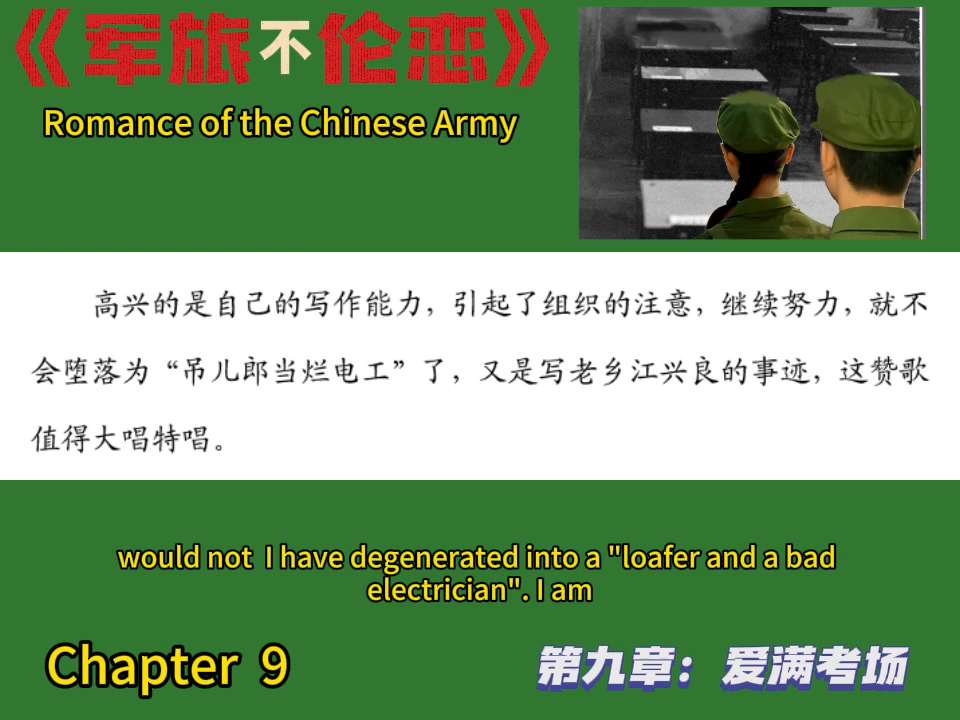 《军旅不伦恋》
Romance of the Chinese Army
高兴的是自己的写作能力，引起了组织的注意，继续努力，就不
会堕落为“吊儿郎当烂电工”了，又是写老乡江兴良的事迹，这赞歌
值得大唱特唱。
would not  I have degenerated into a "loafer and a bad
electrician". I am
Chapter 9
第九章：爱满考场